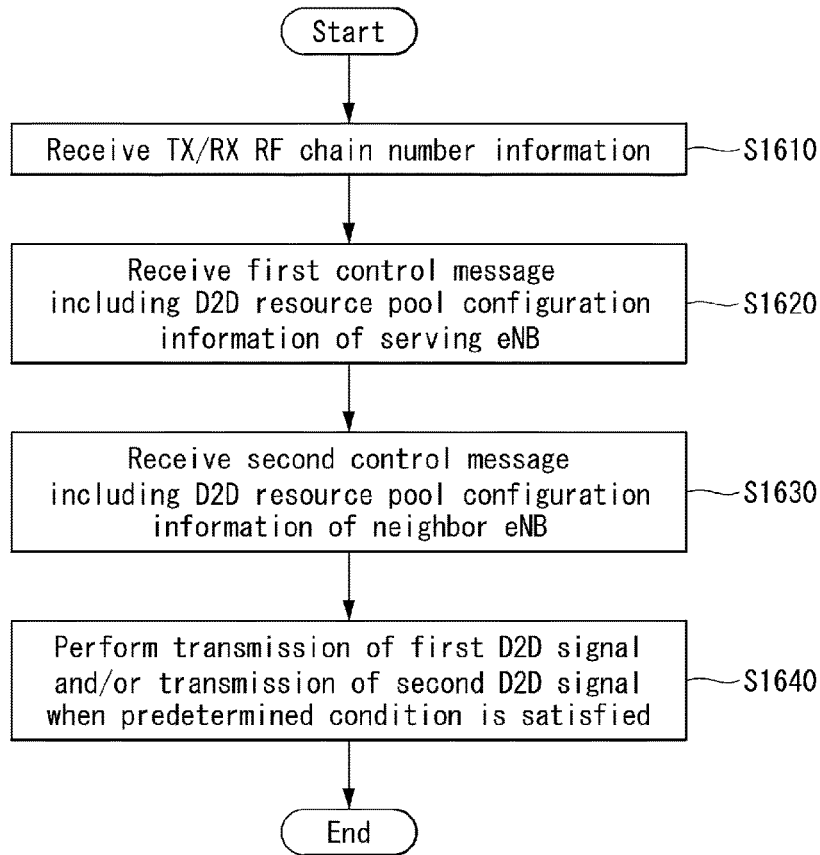 Start
Receive TX/RX RF chain number information
S1610
Receive first control message
including D2D resource pool configuration
information of serving eNB
S1620
Receive second control message
including D2D resource pool configuration
information of neighbor eNB
S1630
Perform transmission of first D2D signal
and/or transmission of second D2D signal
when predetermined condition is satisfied
S1640
End